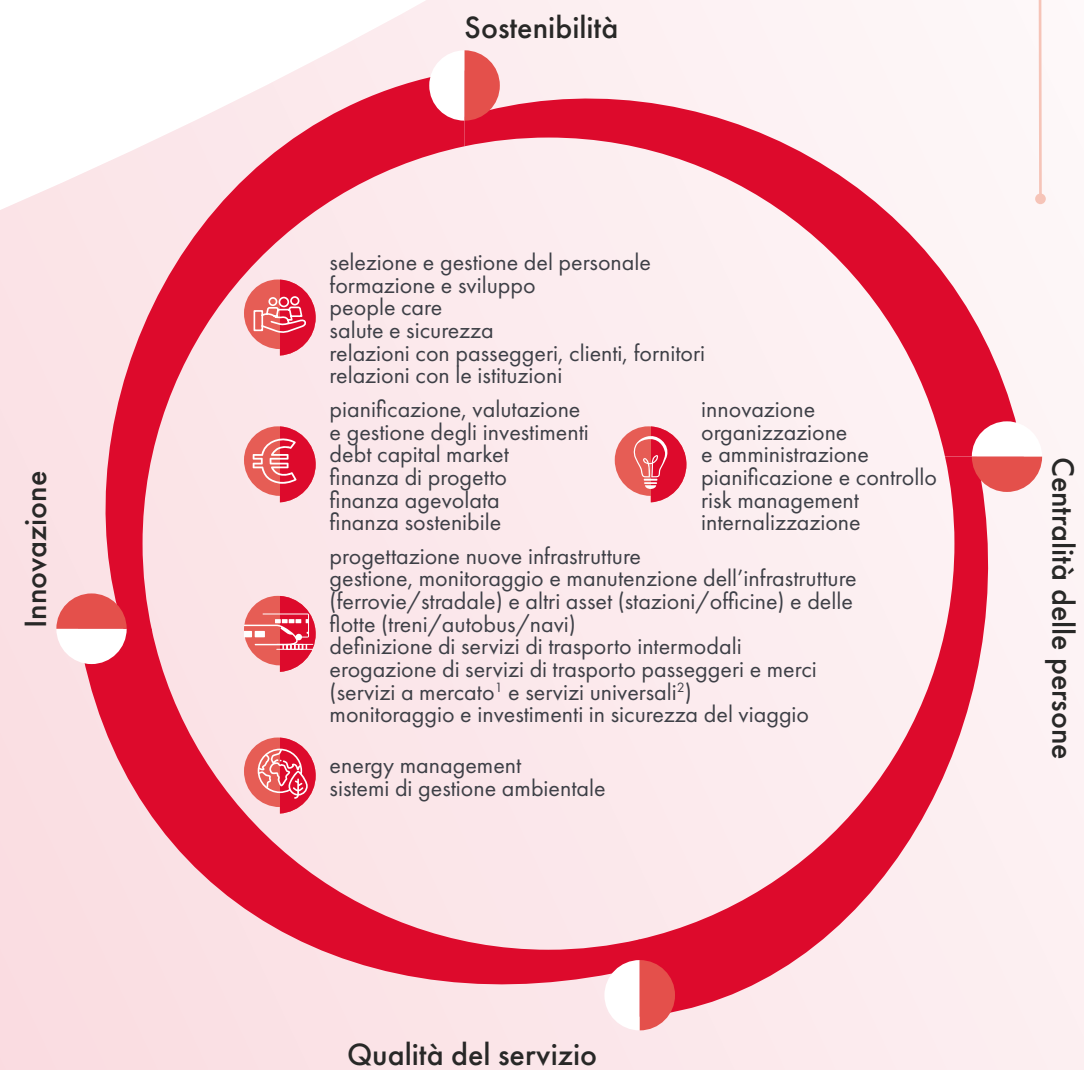 Sostenibilità
selezione e gestione del personale
formazione e sviluppo
people care
salute e sicurezza
relazioni con passeggeri, clienti, fornitori
relazioni con le istituzioni
pianificazione, valutazione
e gestione degli investimenti
debt capital market
finanza di progetto
finanza agevolata
finanza sostenibile
innovazione
organizzazione
e amministrazione
pianificazione e controllo
risk management
internalizzazione
progettazione nuove infrastrutture
gestione, monitoraggio e manutenzione dell’infrastrutture
(ferrovie/stradale) e altri asset (stazioni/officine) e delle
flotte (treni/autobus/navi)
definizione di servizi di trasporto intermodali
erogazione di servizi di trasporto passeggeri e merci
(servizi a mercato¹ e servizi universali²)
monitoraggio e investimenti in sicurezza del viaggio
energy management
sistemi di gestione ambientale
Innovazione
Centralità delle persone
Qualità del servizio